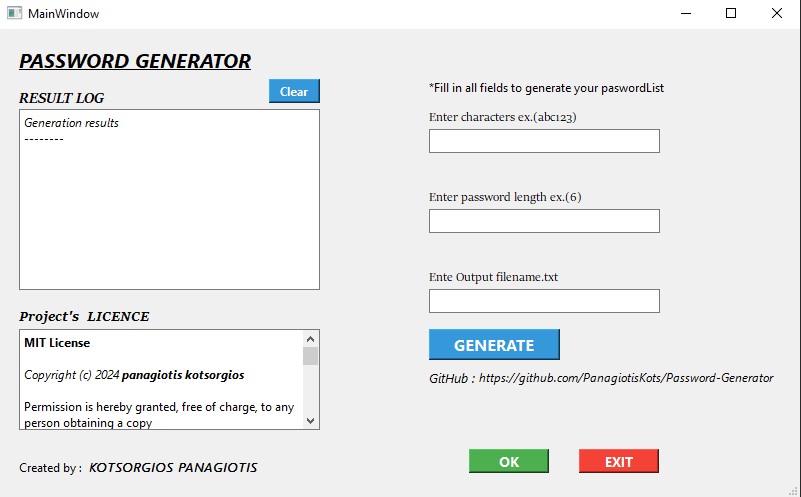 MainWindow
PASSWORD GENERATOR
RESULT LOG
Clear
Generation results
--------
Project's LICENCE
MIT License
Copyright (c) 2024 panagiotis kotsorgios
Permission is hereby granted, free of charge, to any
person obtaining a copy
Created by : KOTSORGIOS PANAGIOTIS
*Fill in all fields to generate your paswordList
Enter characters ex.(abc123)
Enter password length ex.(6)
Ente Output filename.txt
GENERATE
GitHub : https://github.com/PanagiotisKots/Password-Generator
OK
EXIT